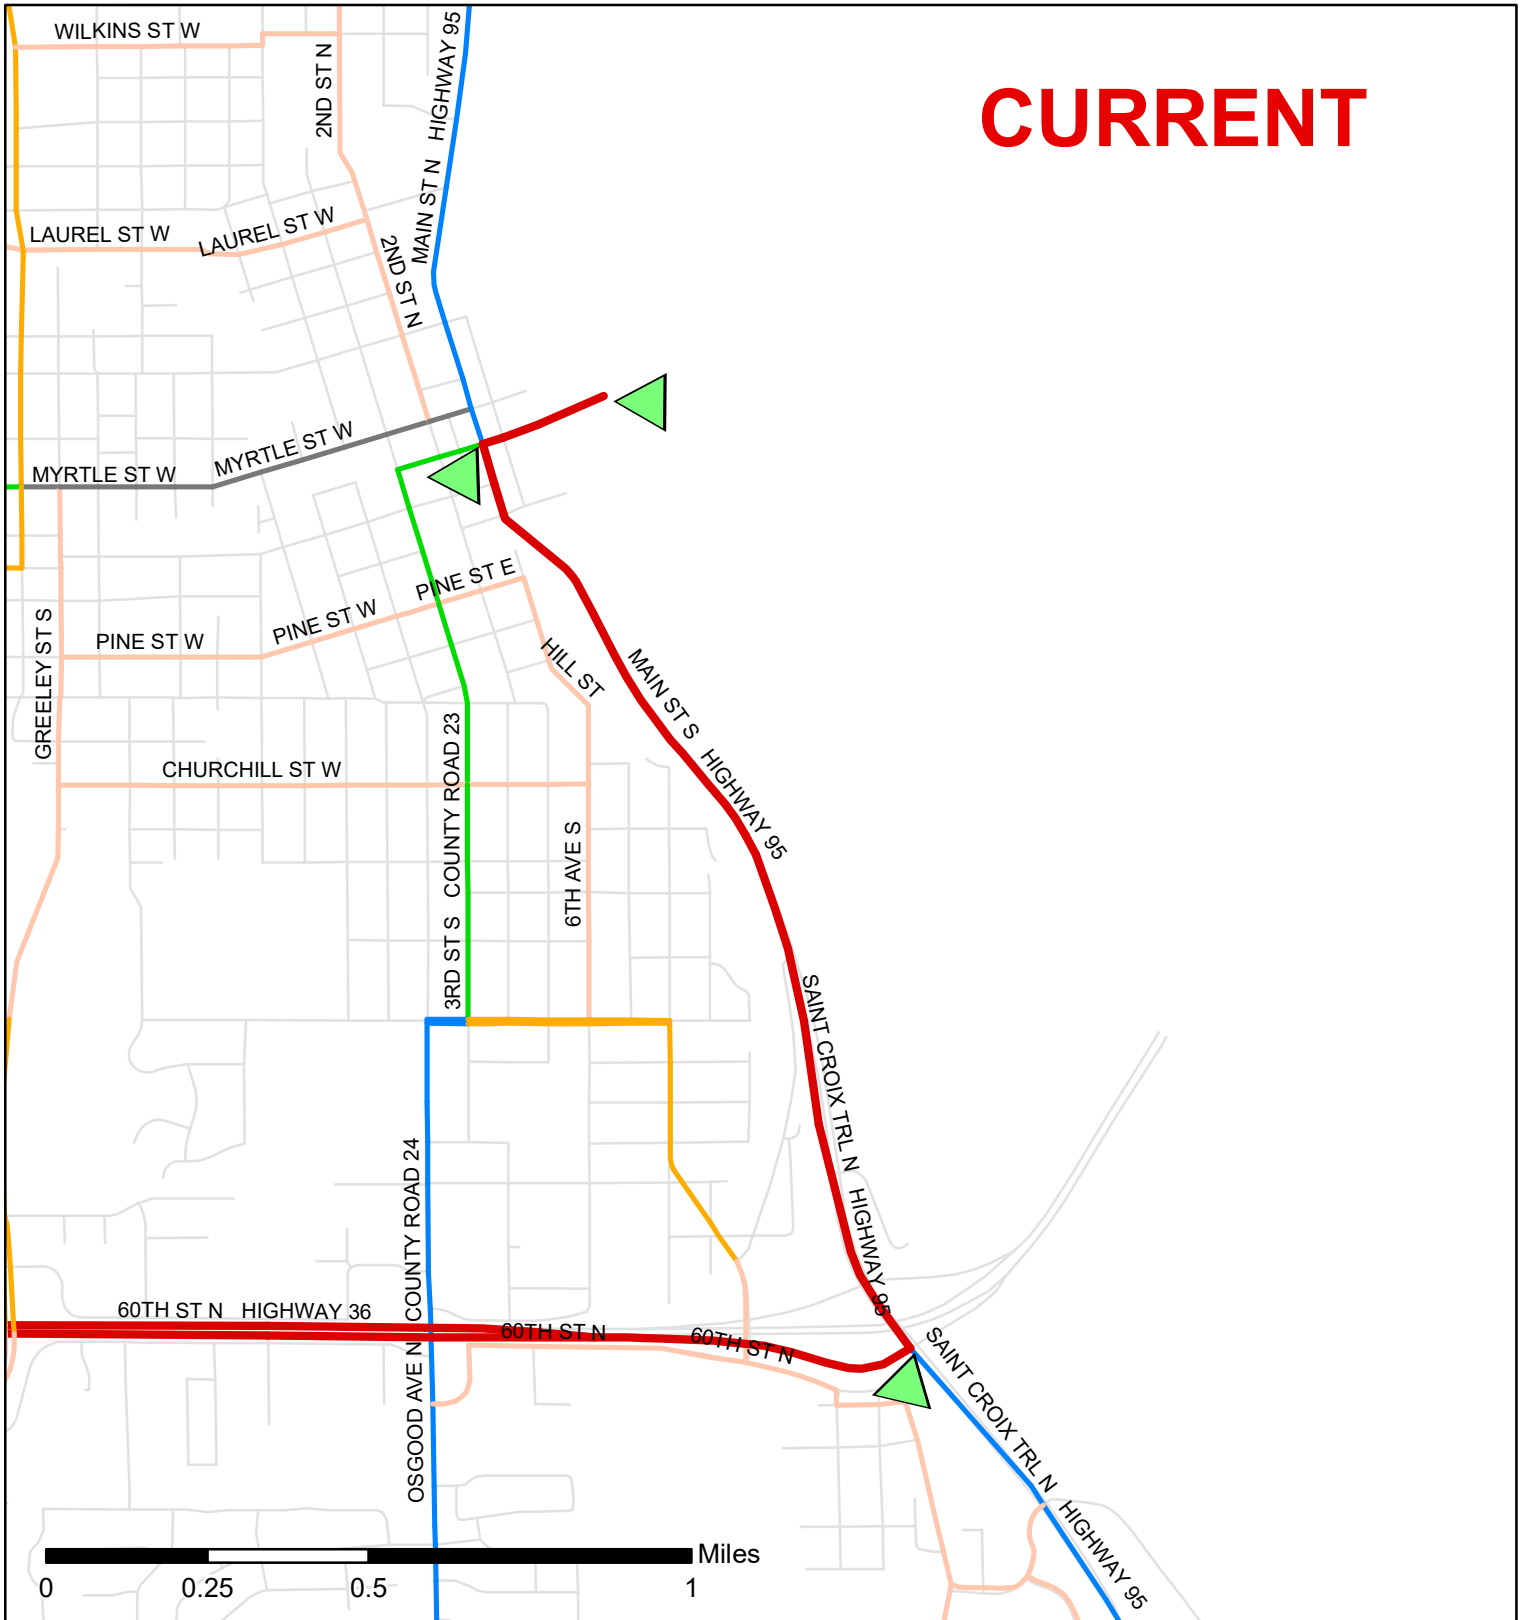 WILKINS ST W
2ND ST N
MAIN ST N HIGHWAY 95
CURRENT
LAUREL ST W
LAUREL ST W
2ND ST N
MYRTLE ST W
MYRTLE ST W
PINE ST E
PINE ST W
PINE ST W
GREELEY ST S
HILL ST
MAIN ST S HIGHWAY 95
CHURCHILL ST W
3RD ST S COUNTY ROAD 23
6TH AVE S
SAINT CROIX TRL N HIGHWAY 95
OSGOOD AVE N COUNTY ROAD 24
60TH ST N HIGHWAY 36
60TH ST N
60TH ST N
SAINT CROIX TRL N HIGHWAY 95
Miles
0 0.25 0.5 1